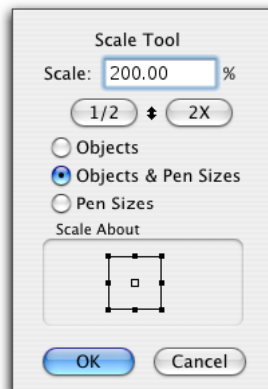 Scale Tool
Scale: 200.00 %
1/2 2X
Objects
Objects & Pen Sizes
Pen Sizes
Scale About
OK Cancel